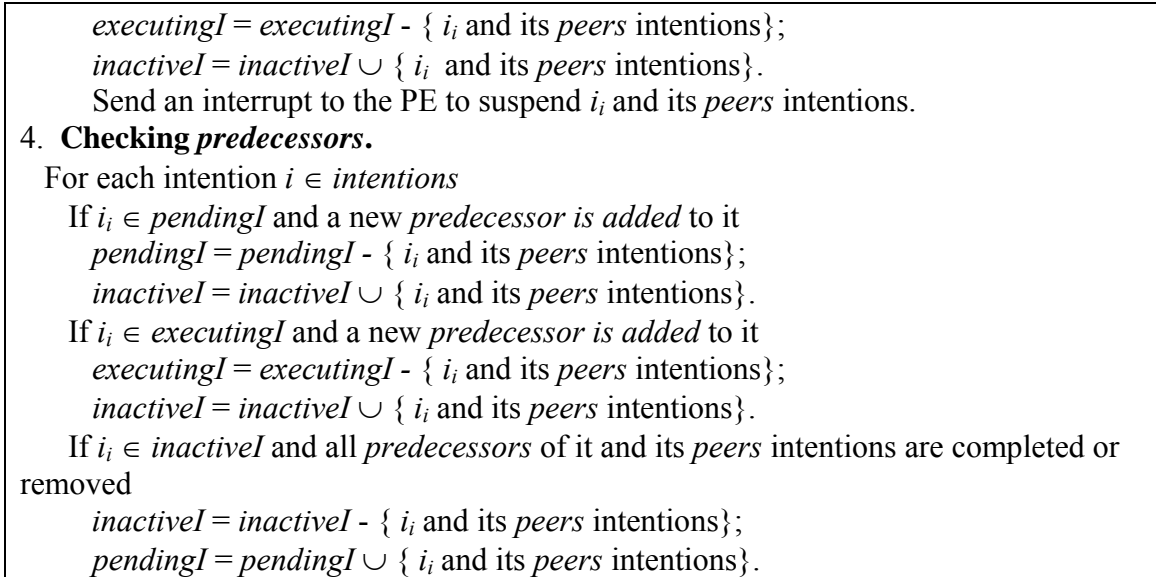 executingI = executingI - { iᵢ and its peers intentions};
inactiveI = inactiveI ∪ { iᵢ and its peers intentions}.
Send an interrupt to the PE to suspend iᵢ and its peers intentions.
4. Checking predecessors.
For each intention i ∈ intentions
If iᵢ ∈ pendingI and a new predecessor is added to it
pendingI = pendingI - { iᵢ and its peers intentions};
inactiveI = inactiveI ∪ { iᵢ and its peers intentions}.
If iᵢ ∈ executingI and a new predecessor is added to it
executingI = executingI - { iᵢ and its peers intentions};
inactiveI = inactiveI ∪ { iᵢ and its peers intentions}.
If iᵢ ∈ inactiveI and all predecessors of it and its peers intentions are completed or
removed
inactiveI = inactiveI - { iᵢ and its peers intentions};
pendingI = pendingI ∪ { iᵢ and its peers intentions}.